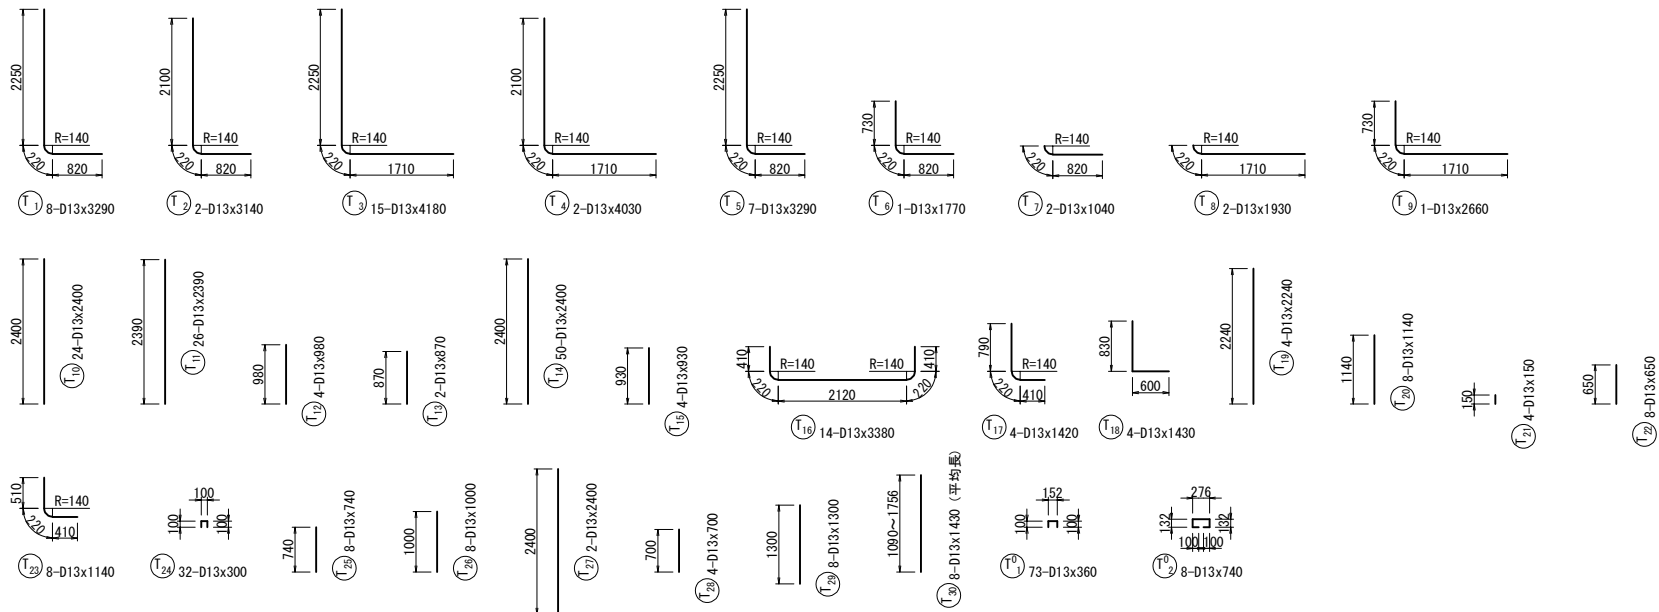 2250
R=140
220
820
T1 8-D13x3290
2100
R=140
220
820
T2 2-D13x3140
2250
R=140
220
1710
T3 15-D13x4180
2100
R=140
220
1710
T4 2-D13x4030
2250
R=140
220
820
T5 7-D13x3290
730
R=140
220
820
T6 1-D13x1770
R=140
220
820
T7 2-D13x1040
R=140
220
1710
T8 2-D13x1930
730
R=140
220
1710
T9 1-D13x2660
2400
T10 24-D13x2400
2390
T11 26-D13x2390
980
T12 4-D13x980
870
T13 2-D13x870
2400
T14 50-D13x2400
930
T15 4-D13x930
410
R=140
R=140
410
220
2120
220
T16 14-D13x3380
790
R=140
220
410
T17 4-D13x1420
830
600
T18 4-D13x1430
2240
T19 4-D13x2240
1140
T20 8-D13x1140
150
T21 4-D13x150
650
T22 8-D13x650
510
R=140
220
410
T23 8-D13x1140
100
100
100
T24 32-D13x300
740
T25 8-D13x740
1000
T26 8-D13x1000
2400
T27 2-D13x2400
700
T28 4-D13x700
1300
T29 8-D13x1300
1090～1756
T30 8-D13x1430 (平均長)
152
100
100
T01 73-D13x360
276
132
132
100
100
T02 8-D13x740